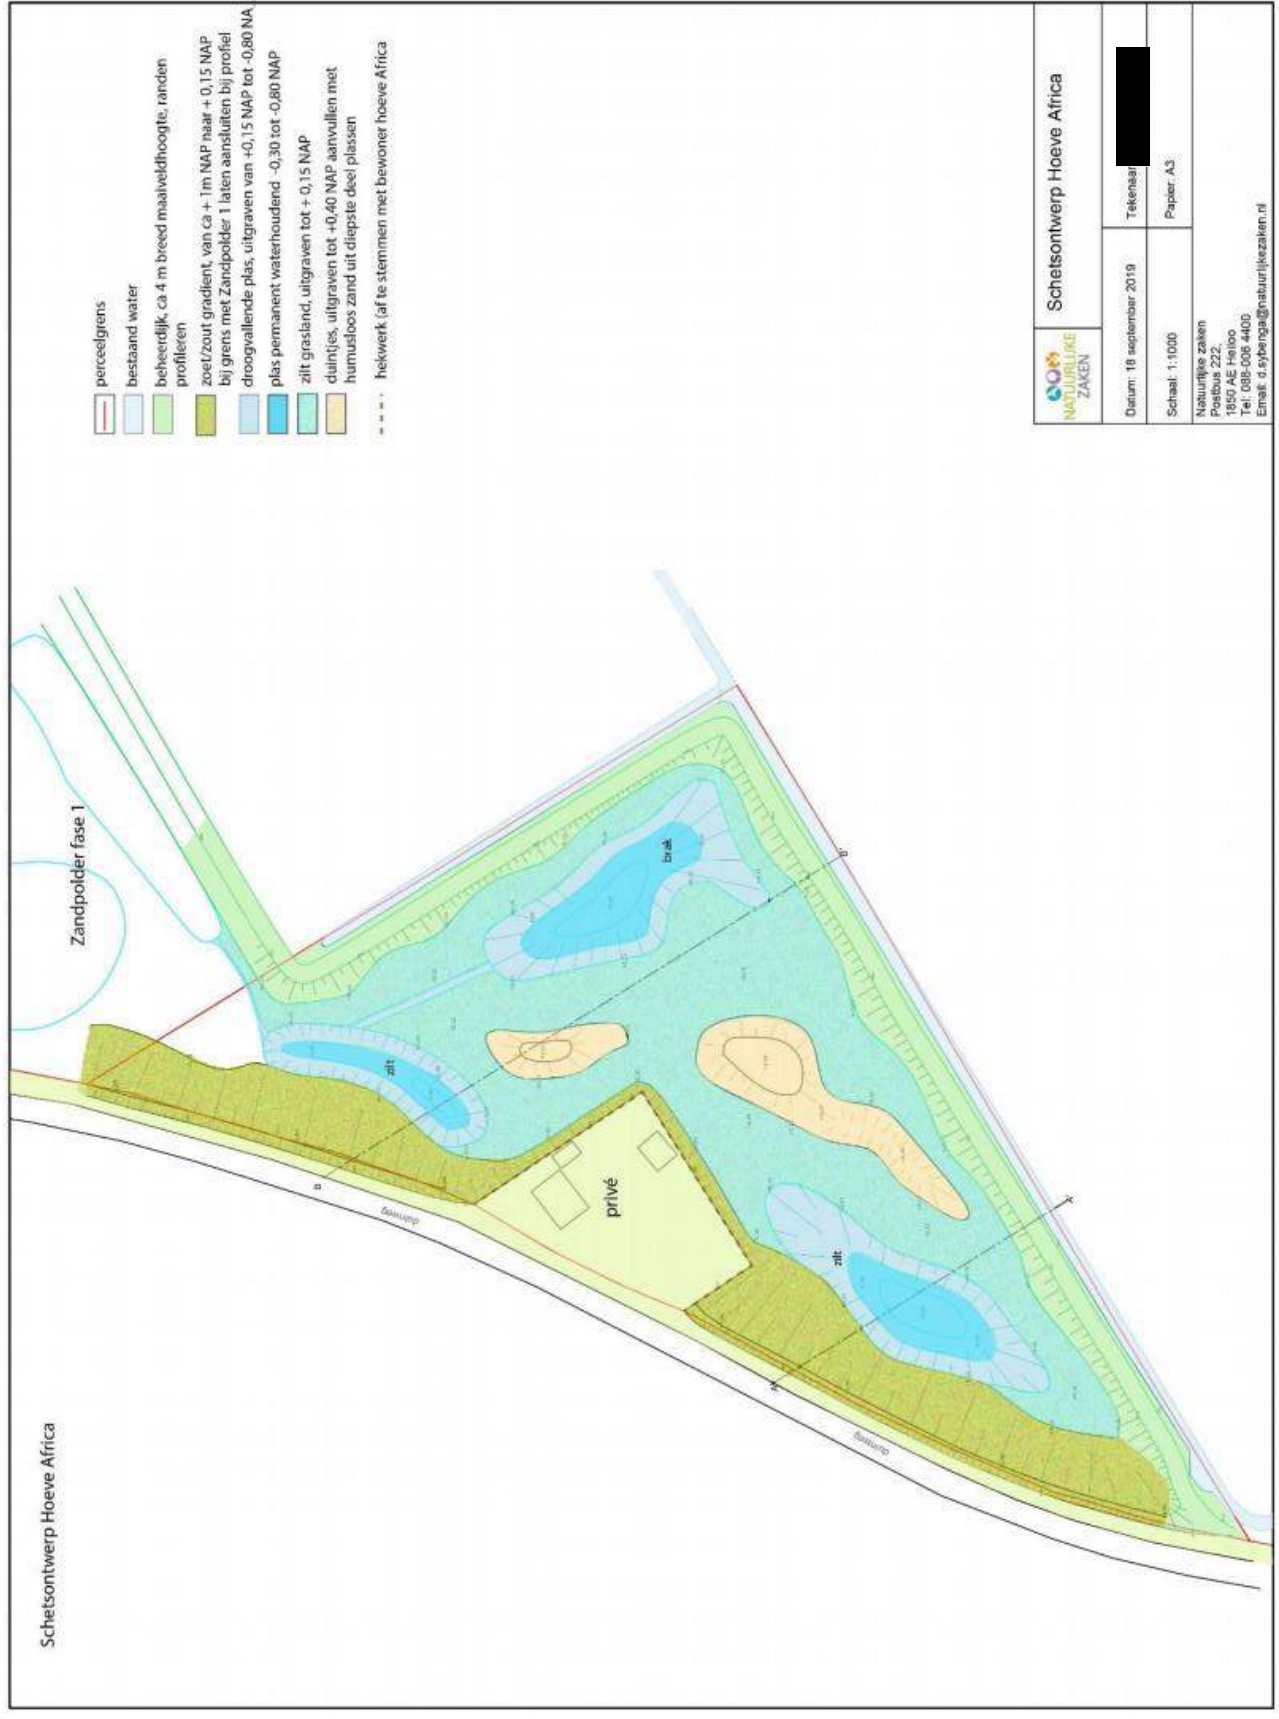 Schetsontwerp Hoeve Africa
Zandpolder fase 1
perceelgrens
bestaand water
beheerdijk, ca 4 m breed maaiveldhoogte, randen
profileren
zoet/zout gradient, van ca + 1m NAP naar + 0,15 NAP
bij grens met Zandpolder 1 laten aansluiten bij profiel
droogvallende plas, uitgraven van +0,15 NAP tot -0,80 NA
plas permanent waterhoudend -0,30 tot -0,80 NAP
zilt grasland, uitgraven tot + 0,15 NAP
duintjes, uitgraven tot +0,40 NAP aanvullen met
humusloos zand uit diepste deel plassen
hekwerk (af te stemmen met bewoner hoeve Africa
duinweg
B
zilt
brak
B'
privé
zilt
A
A'
duinweg
NATUURLIJKE
ZAKEN
Schetsontwerp Hoeve Africa
Datum: 18 september 2019
Tekenaar
Schaal: 1:1000
Papier: A3
Natuurlijke zaken
Postbus 222,
1850 AE Heiloo
Tel: 088-006 4400
Email: d.sybenga@natuurlijkezaken.nl